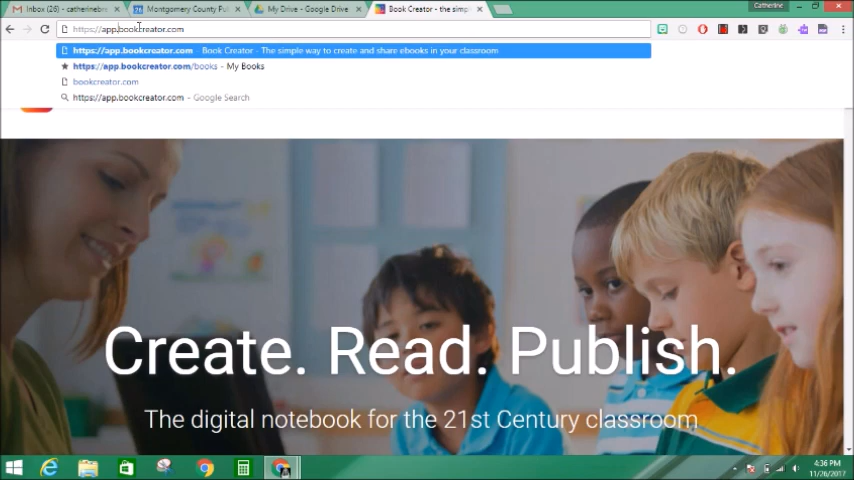 Inbox (26) - catherinebre
26 Montgomery County Pu
My Drive - Google Drive
Book Creator - the simpl
Catherine
https://app.bookcreator.com
https://app.bookcreator.com - Book Creator - The simple way to create and share ebooks in your classroom
https://app.bookcreator.com/books - My Books
bookcreator.com
https://app.bookcreator.com - Google Search
Create. Read. Publish.
The digital notebook for the 21st Century classroom
4:36 PM
11/26/2017